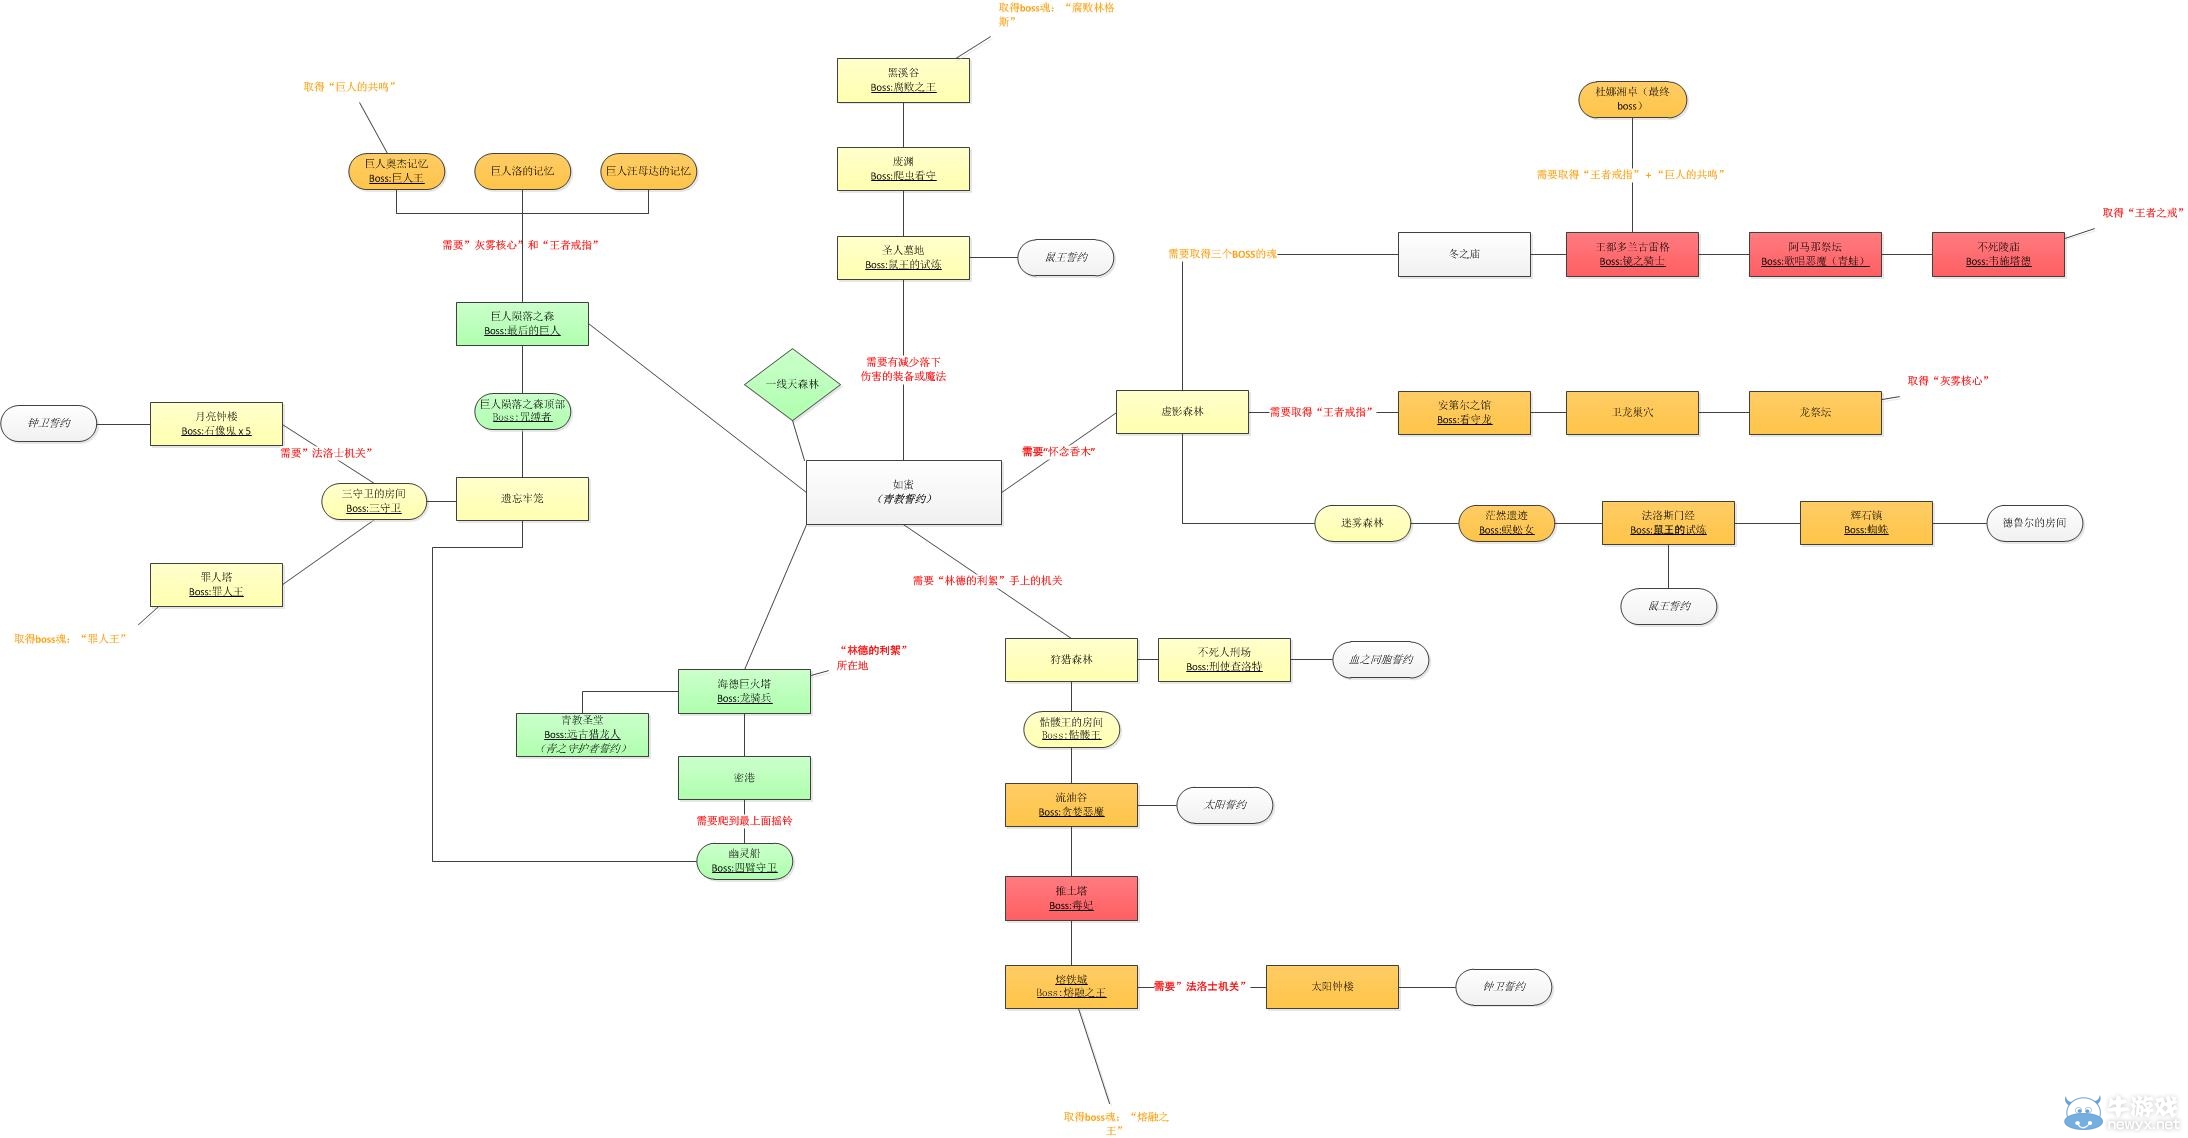 取得boss魂：“腐败林格
斯”
黑溪谷
Boss:腐败之王
废渊
Boss:爬虫看守
圣人墓地
Boss:鼠王的试炼
鼠王誓约
需要有减少落下
伤害的装备或魔法
取得“巨人的共鸣”
巨人奥杰记忆
Boss:巨人王
巨人洛的记忆
巨人汪母达的记忆
需要”灰雾核心”和“王者戒指”
巨人陨落之森
Boss:最后的巨人
巨人陨落之森顶部
Boss:咒缚者
一线天森林
钟卫誓约
月亮钟楼
Boss:石像鬼 x 5
需要”法洛士机关”
三守卫的房间
Boss:三守卫
遗忘牢笼
罪人塔
Boss:罪人王
取得boss魂：“罪人王”
如蜜
（青教誓约）
杜娜湘卓（最终
boss）
需要取得“王者戒指”+“巨人的共鸣”
取得“王者之戒”
需要取得三个BOSS的魂
冬之庙
王都多兰古雷格
Boss:镜之骑士
阿马那祭坛
Boss:歌唱恶魔（青蛙）
不死陵庙
Boss:韦施塔德
取得“灰雾核心”
虚影森林
需要取得“王者戒指”
安第尔之馆
Boss:看守龙
卫龙巢穴
龙祭坛
需要“怀念香木”
迷雾森林
茫然遗迹
Boss:蜈蚣女
法洛斯门径
Boss:鼠王的试炼
辉石镇
Boss:蜘蛛
德鲁尔的房间
鼠王誓约
需要“林德的利絮”手上的机关
“林德的利絮”
所在地
海德巨火塔
Boss:龙骑兵
青教圣堂
Boss:远古猎龙人
（青之守护者誓约）
密港
需要爬到最上面摇铃
幽灵船
Boss:四臂守卫
狩猎森林
不死人刑场
Boss:刑使查洛特
血之同胞誓约
骷髅王的房间
Boss:骷髅王
流油谷
Boss:贪婪恶魔
太阳誓约
推土塔
Boss:毒妃
熔铁城
Boss:熔融之王
需要”法洛士机关”
太阳钟楼
钟卫誓约
取得boss魂：“熔融之
王”
牛游戏
newyx.net